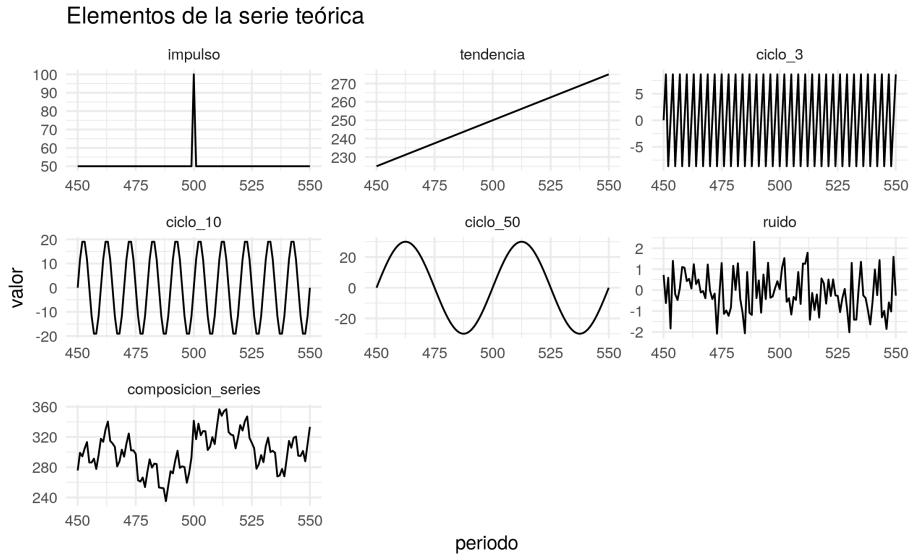 Elementos de la serie teórica
impulso
tendencia
ciclo_3
100
90
80
70
60
50
450 475 500 525 550
270
260
250
240
230
450 475 500 525 550
5
0
-5
450 475 500 525 550
valor
ciclo_10
ciclo_50
ruido
20
10
0
-10
-20
450 475 500 525 550
20
0
-20
450 475 500 525 550
2
1
0
-1
-2
450 475 500 525 550
composicion_series
360
320
280
240
450 475 500 525 550
periodo